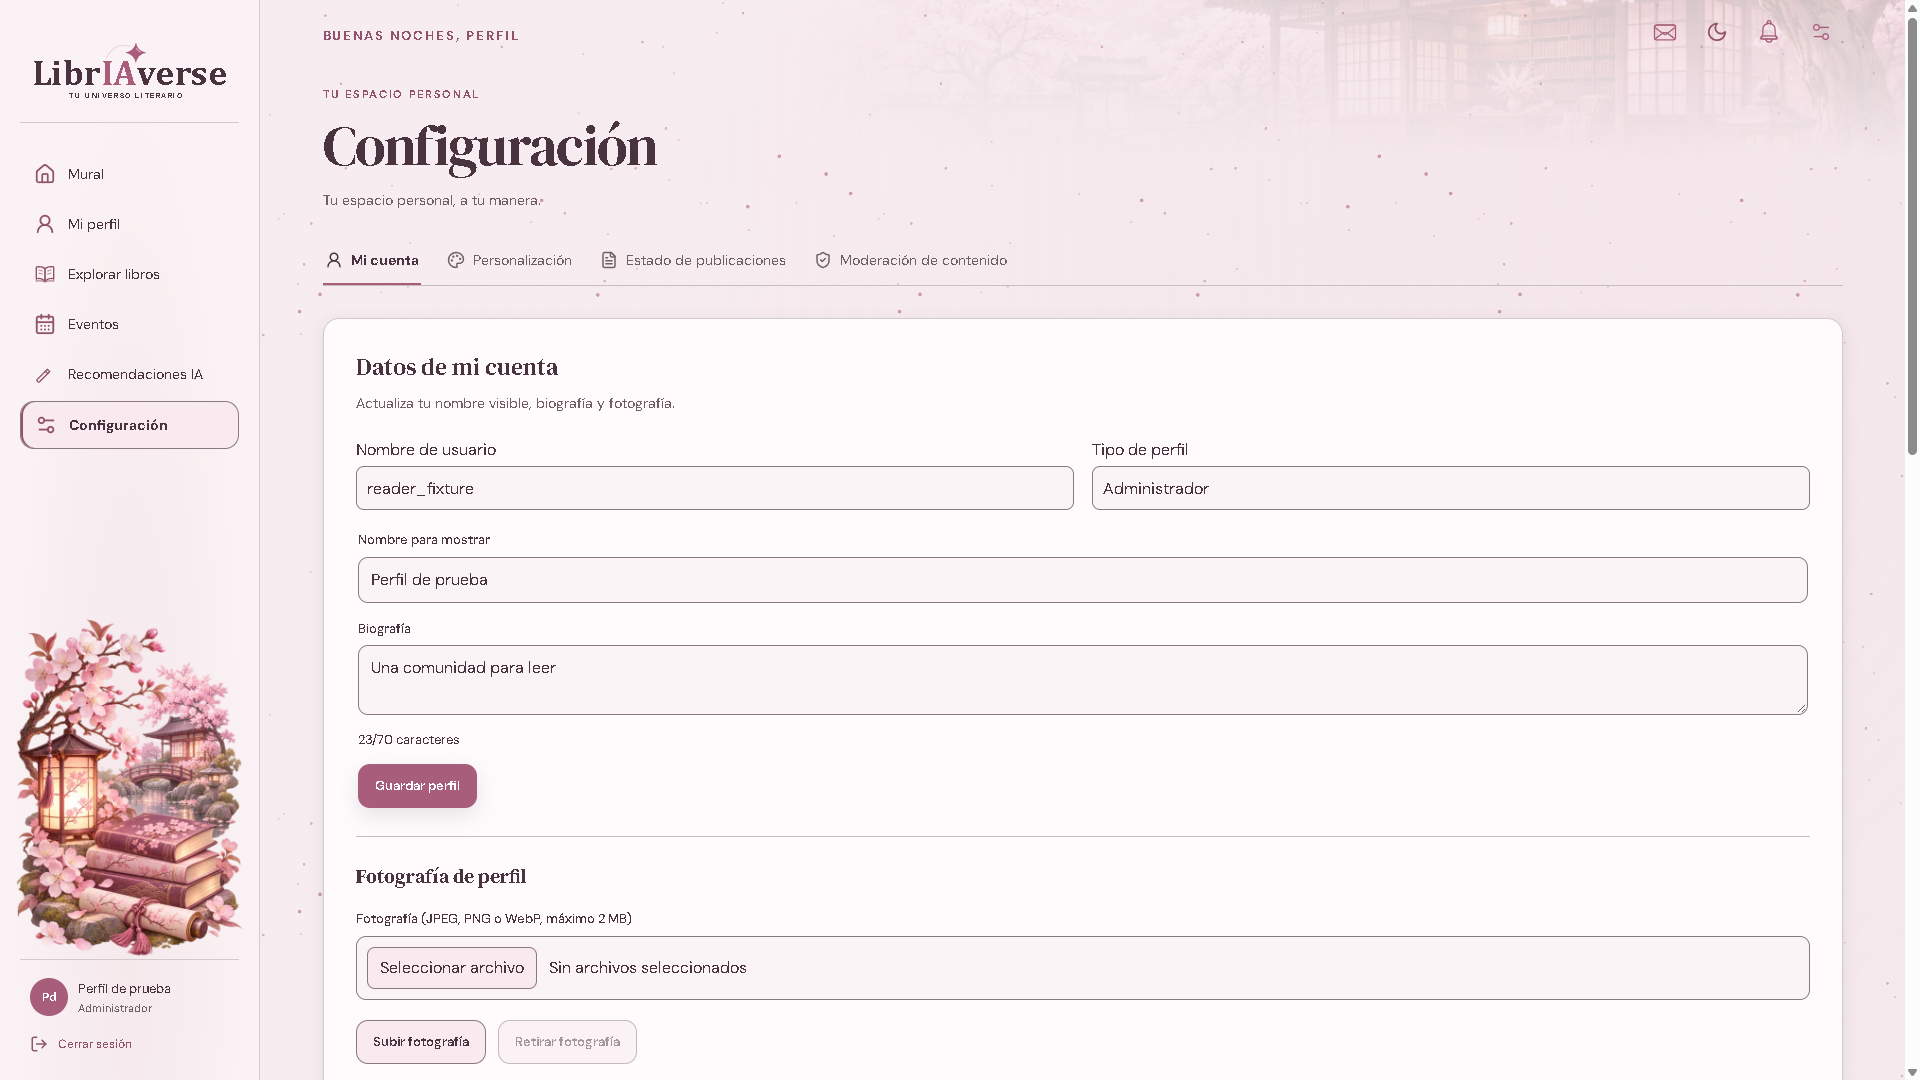 LibrIAverse
TU UNIVERSO LITERARIO
Mural
Mi perfil
Explorar libros
Eventos
Recomendaciones IA
Configuración
Pd
Perfil de prueba
Administrador
Cerrar sesión
BUENAS NOCHES, PERFIL
TU ESPACIO PERSONAL
Configuración
Tu espacio personal, a tu manera.
Mi cuenta Personalización Estado de publicaciones Moderación de contenido
Datos de mi cuenta
Actualiza tu nombre visible, biografía y fotografía.
Nombre de usuario Tipo de perfil
reader_fixture Administrador
Nombre para mostrar
Perfil de prueba
Biografía
Una comunidad para leer
23/70 caracteres
Guardar perfil
Fotografía de perfil
Fotografía (JPEG, PNG o WebP, máximo 2 MB)
Seleccionar archivo Sin archivos seleccionados
Subir fotografía Retirar fotografía